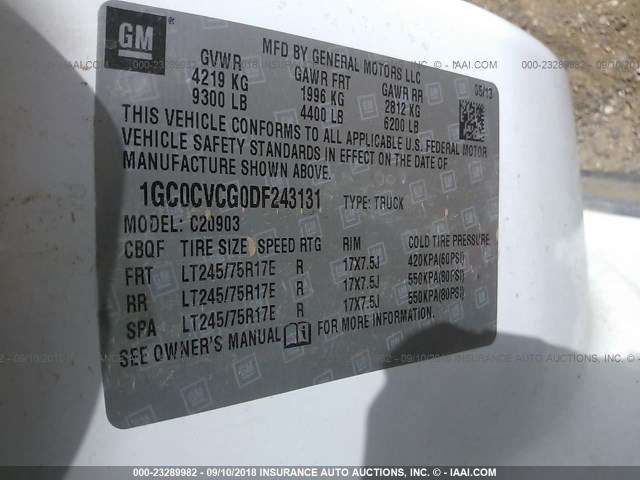 GM
MFD BY GENERAL MOTORS LLC
05/13
GVWR GAWR FRT GAWR RR
4219 KG 1996 KG 2812 KG
9300 LB 4400 LB 6200 LB
THIS VEHICLE CONFORMS TO ALL APPLICABLE U.S. FEDERAL MOTOR
VEHICLE SAFETY STANDARDS IN EFFECT ON THE DATE OF
MANUFACTURE SHOWN ABOVE.
1GC0CVCG0DF243131 TYPE: TRUCK
MODEL: C20903
CBQF TIRE SIZE SPEED RTG RIM COLD TIRE PRESSURE
FRT LT245/75R17E R 17X7.5J 420KPA(60PSI)
RR LT245/75R17E R 17X7.5J 550KPA(80PSI)
SPA LT245/75R17E R 17X7.5J 550KPA(80PSI)
SEE OWNER'S MANUAL FOR MORE INFORMATION.
000-23289982 - 09/10/2018 INSURANCE AUTO AUCTIONS, INC. - WWW.IAAI.COM